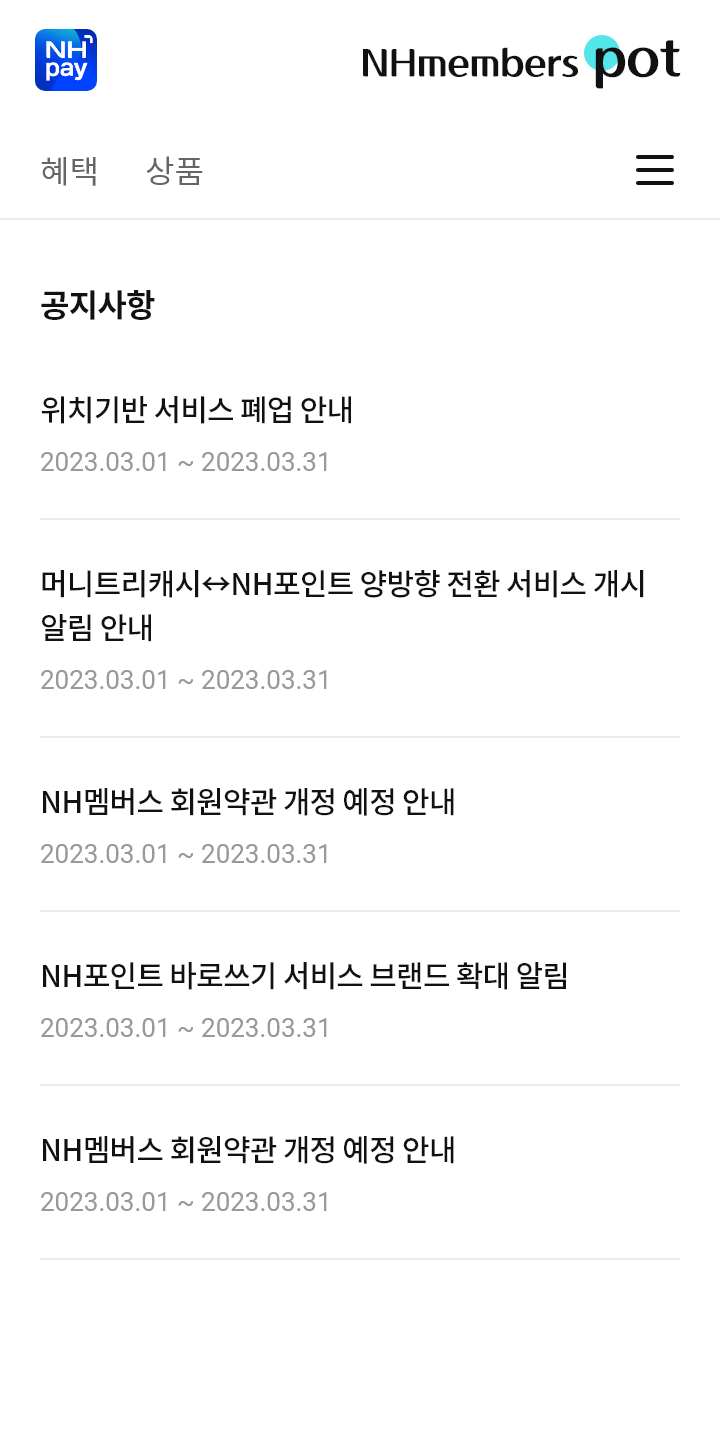 NH
pay
NHmembers pot
혜택 상품
공지사항
위치기반 서비스 폐업 안내
2023.03.01 ~ 2023.03.31
머니트리캐시↔NH포인트 양방향 전환 서비스 개시
알림 안내
2023.03.01 ~ 2023.03.31
NH멤버스 회원약관 개정 예정 안내
2023.03.01 ~ 2023.03.31
NH포인트 바로쓰기 서비스 브랜드 확대 알림
2023.03.01 ~ 2023.03.31
NH멤버스 회원약관 개정 예정 안내
2023.03.01 ~ 2023.03.31